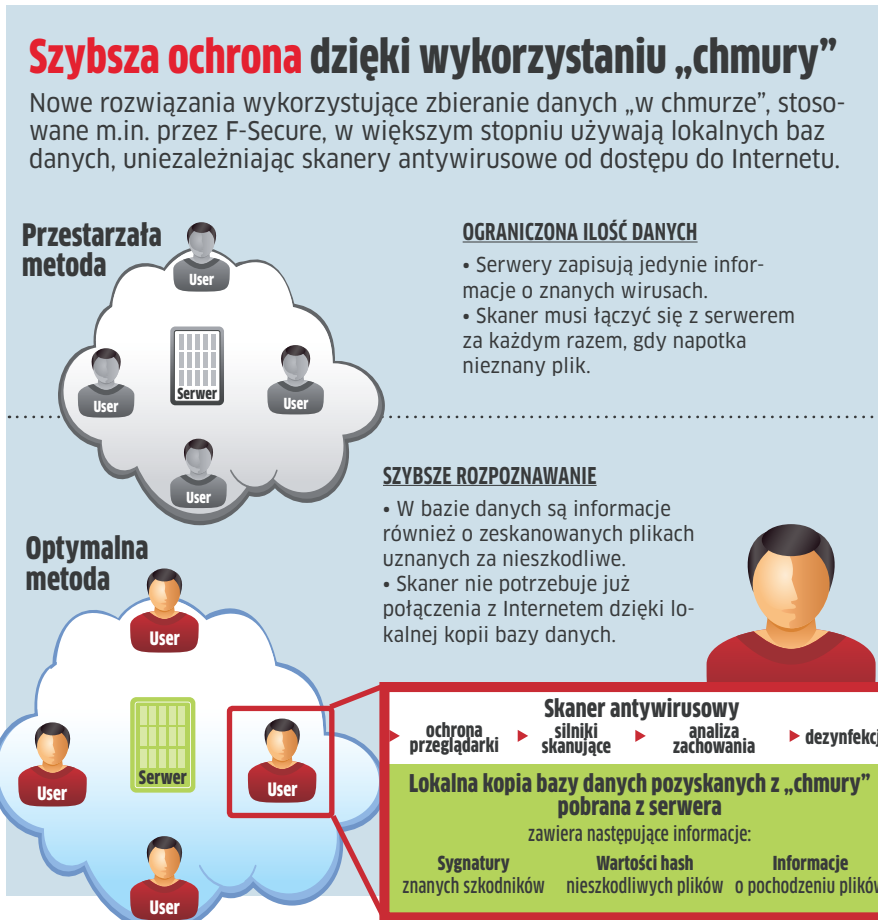 Szybsza ochrona dzięki wykorzystaniu „chmury”
Nowe rozwiązania wykorzystujące zbieranie danych „w chmurze”, stoso-
wane m.in. przez F-Secure, w większym stopniu używają lokalnych baz
danych, uniezależniając skanery antywirusowe od dostępu do Internetu.
Przestarzała
metoda
User
User
Serwer
User
User
OGRANICZONA ILOŚĆ DANYCH
• Serwery zapisują jedynie infor-
macje o znanych wirusach.
• Skaner musi łączyć się z serwerem
za każdym razem, gdy napotka
nieznany plik.
SZYBSZE ROZPOZNAWANIE
• W bazie danych są informacje
również o zeskanowanych plikach
uznanych za nieszkodliwe.
• Skaner nie potrzebuje już
połączenia z Internetem dzięki lo-
kalnej kopii bazy danych.
Optymalna
metoda
User
User
Serwer
User
User
Skaner antywirusowy
ochrona
przeglądarki
silniki
skanujące
analiza
zachowania
dezynfekcj
Lokalna kopia bazy danych pozyskanych z „chmury”
pobrana z serwera
zawiera następujące informacje:
Sygnatury
znanych szkodników
Wartości hash
nieszkodliwych plików
Informacje
o pochodzeniu plików